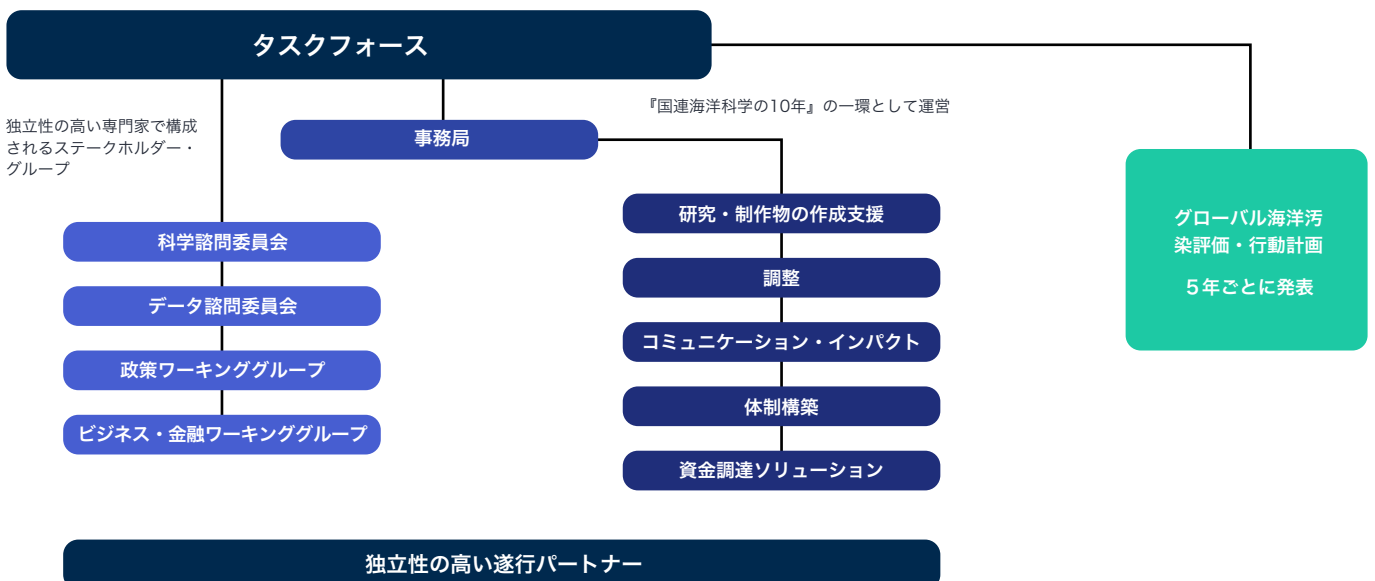 タスクフォース
『国連海洋科学の10年』の一環として運営
独立性の高い専門家で構成
されるステークホルダー・
グループ
事務局
科学諮問委員会
データ諮問委員会
政策ワーキンググループ
ビジネス・金融ワーキンググループ
研究・制作物の作成支援
調整
コミュニケーション・インパクト
体制構築
資金調達ソリューション
グローバル海洋汚
染評価・行動計画
５年ごとに発表
独立性の高い遂行パートナー